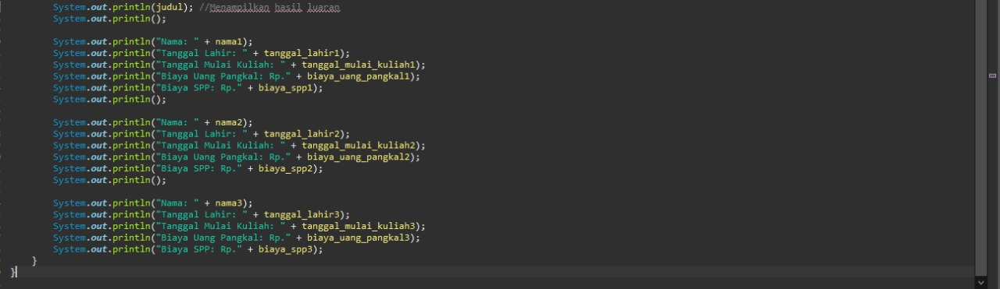 System.out.println(judul); //Menampilkan hasil luaran
System.out.println();
System.out.println("Nama: " + nama1);
System.out.println("Tanggal Lahir: " + tanggal_lahir1);
System.out.println("Tanggal Mulai Kuliah: " + tanggal_mulai_kuliah1);
System.out.println("Biaya Uang Pangkal: Rp." + biaya_uang_pangkal1);
System.out.println("Biaya SPP: Rp." + biaya_spp1);
System.out.println();
System.out.println("Nama: " + nama2);
System.out.println("Tanggal Lahir: " + tanggal_lahir2);
System.out.println("Tanggal Mulai Kuliah: " + tanggal_mulai_kuliah2);
System.out.println("Biaya Uang Pangkal: Rp." + biaya_uang_pangkal2);
System.out.println("Biaya SPP: Rp." + biaya_spp2);
System.out.println();
System.out.println("Nama: " + nama3);
System.out.println("Tanggal Lahir: " + tanggal_lahir3);
System.out.println("Tanggal Mulai Kuliah: " + tanggal_mulai_kuliah3);
System.out.println("Biaya Uang Pangkal: Rp." + biaya_uang_pangkal3);
System.out.println("Biaya SPP: Rp." + biaya_spp3);
}
}